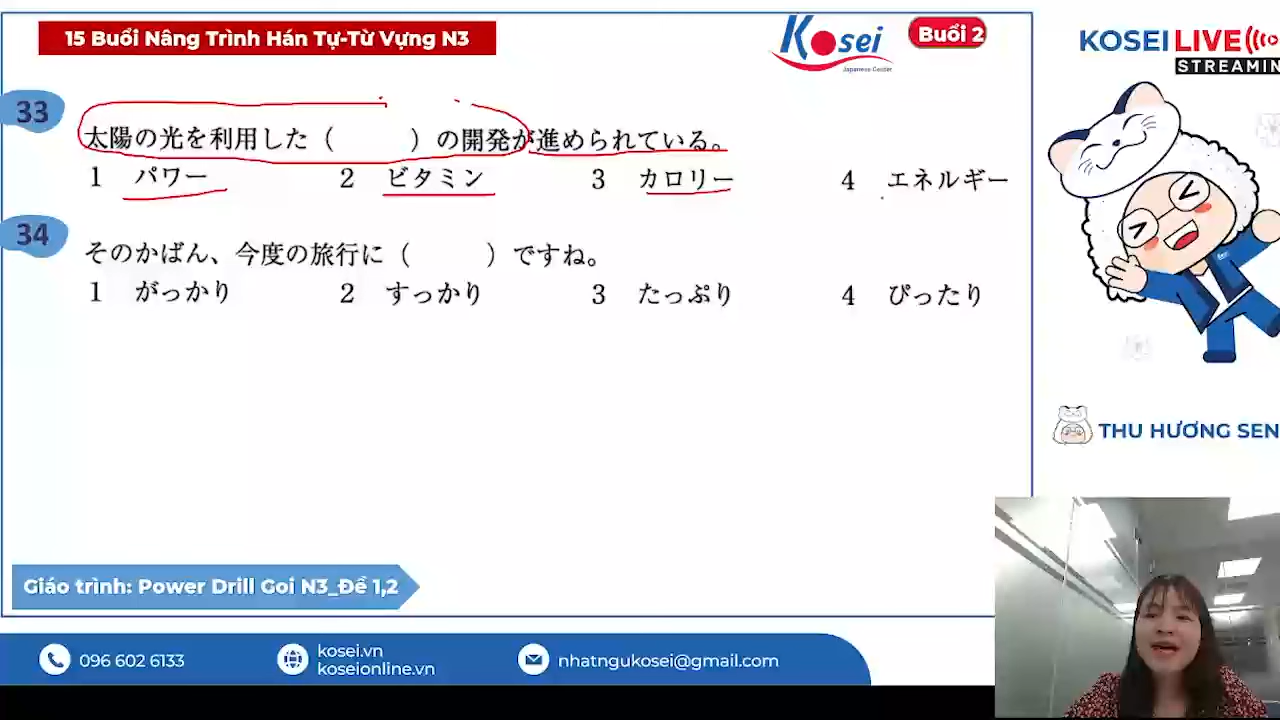 15 Buổi Nâng Trình Hán Tự-Từ Vựng N3
Kosei
Japanese Center
Buổi 2
KOSEI LIVE
STREAMIN
33
太陽の光を利用した（　　　）の開発が進められている。
1 パワー 2 ビタミン 3 カロリー 4 エネルギー
34
そのかばん、今度の旅行に（　　　）ですね。
1 がっかり 2 すっかり 3 たっぷり 4 ぴったり
THU HƯƠNG SEN
Giáo trình: Power Drill Goi N3_Đề 1,2
096 602 6133
kosei.vn
koseionline.vn
nhatngukosei@gmail.com